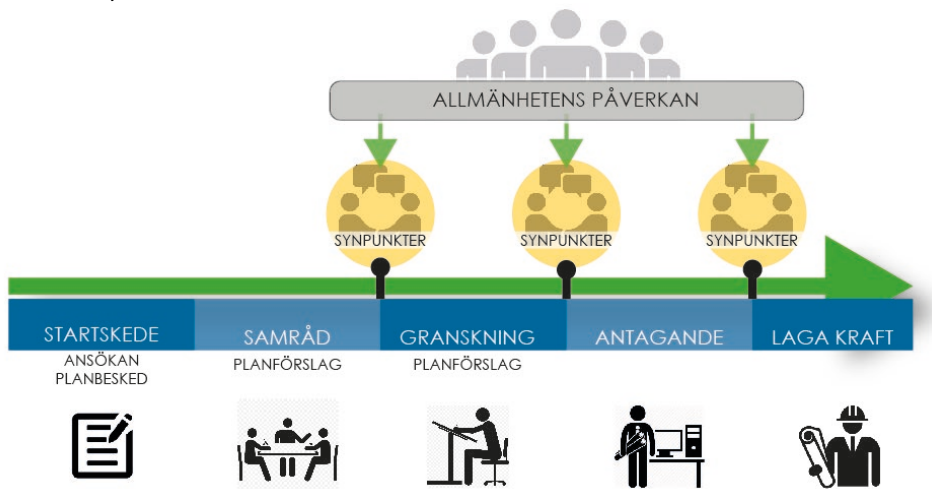 ALLMÄNHETENS PÅVERKAN
SYNPUNKTER
SYNPUNKTER
SYNPUNKTER
STARTSKEDE
ANSÖKAN
PLANBESKED
SAMRÅD
PLANFÖRSLAG
GRANSKNING
PLANFÖRSLAG
ANTAGANDE
LAGA KRAFT